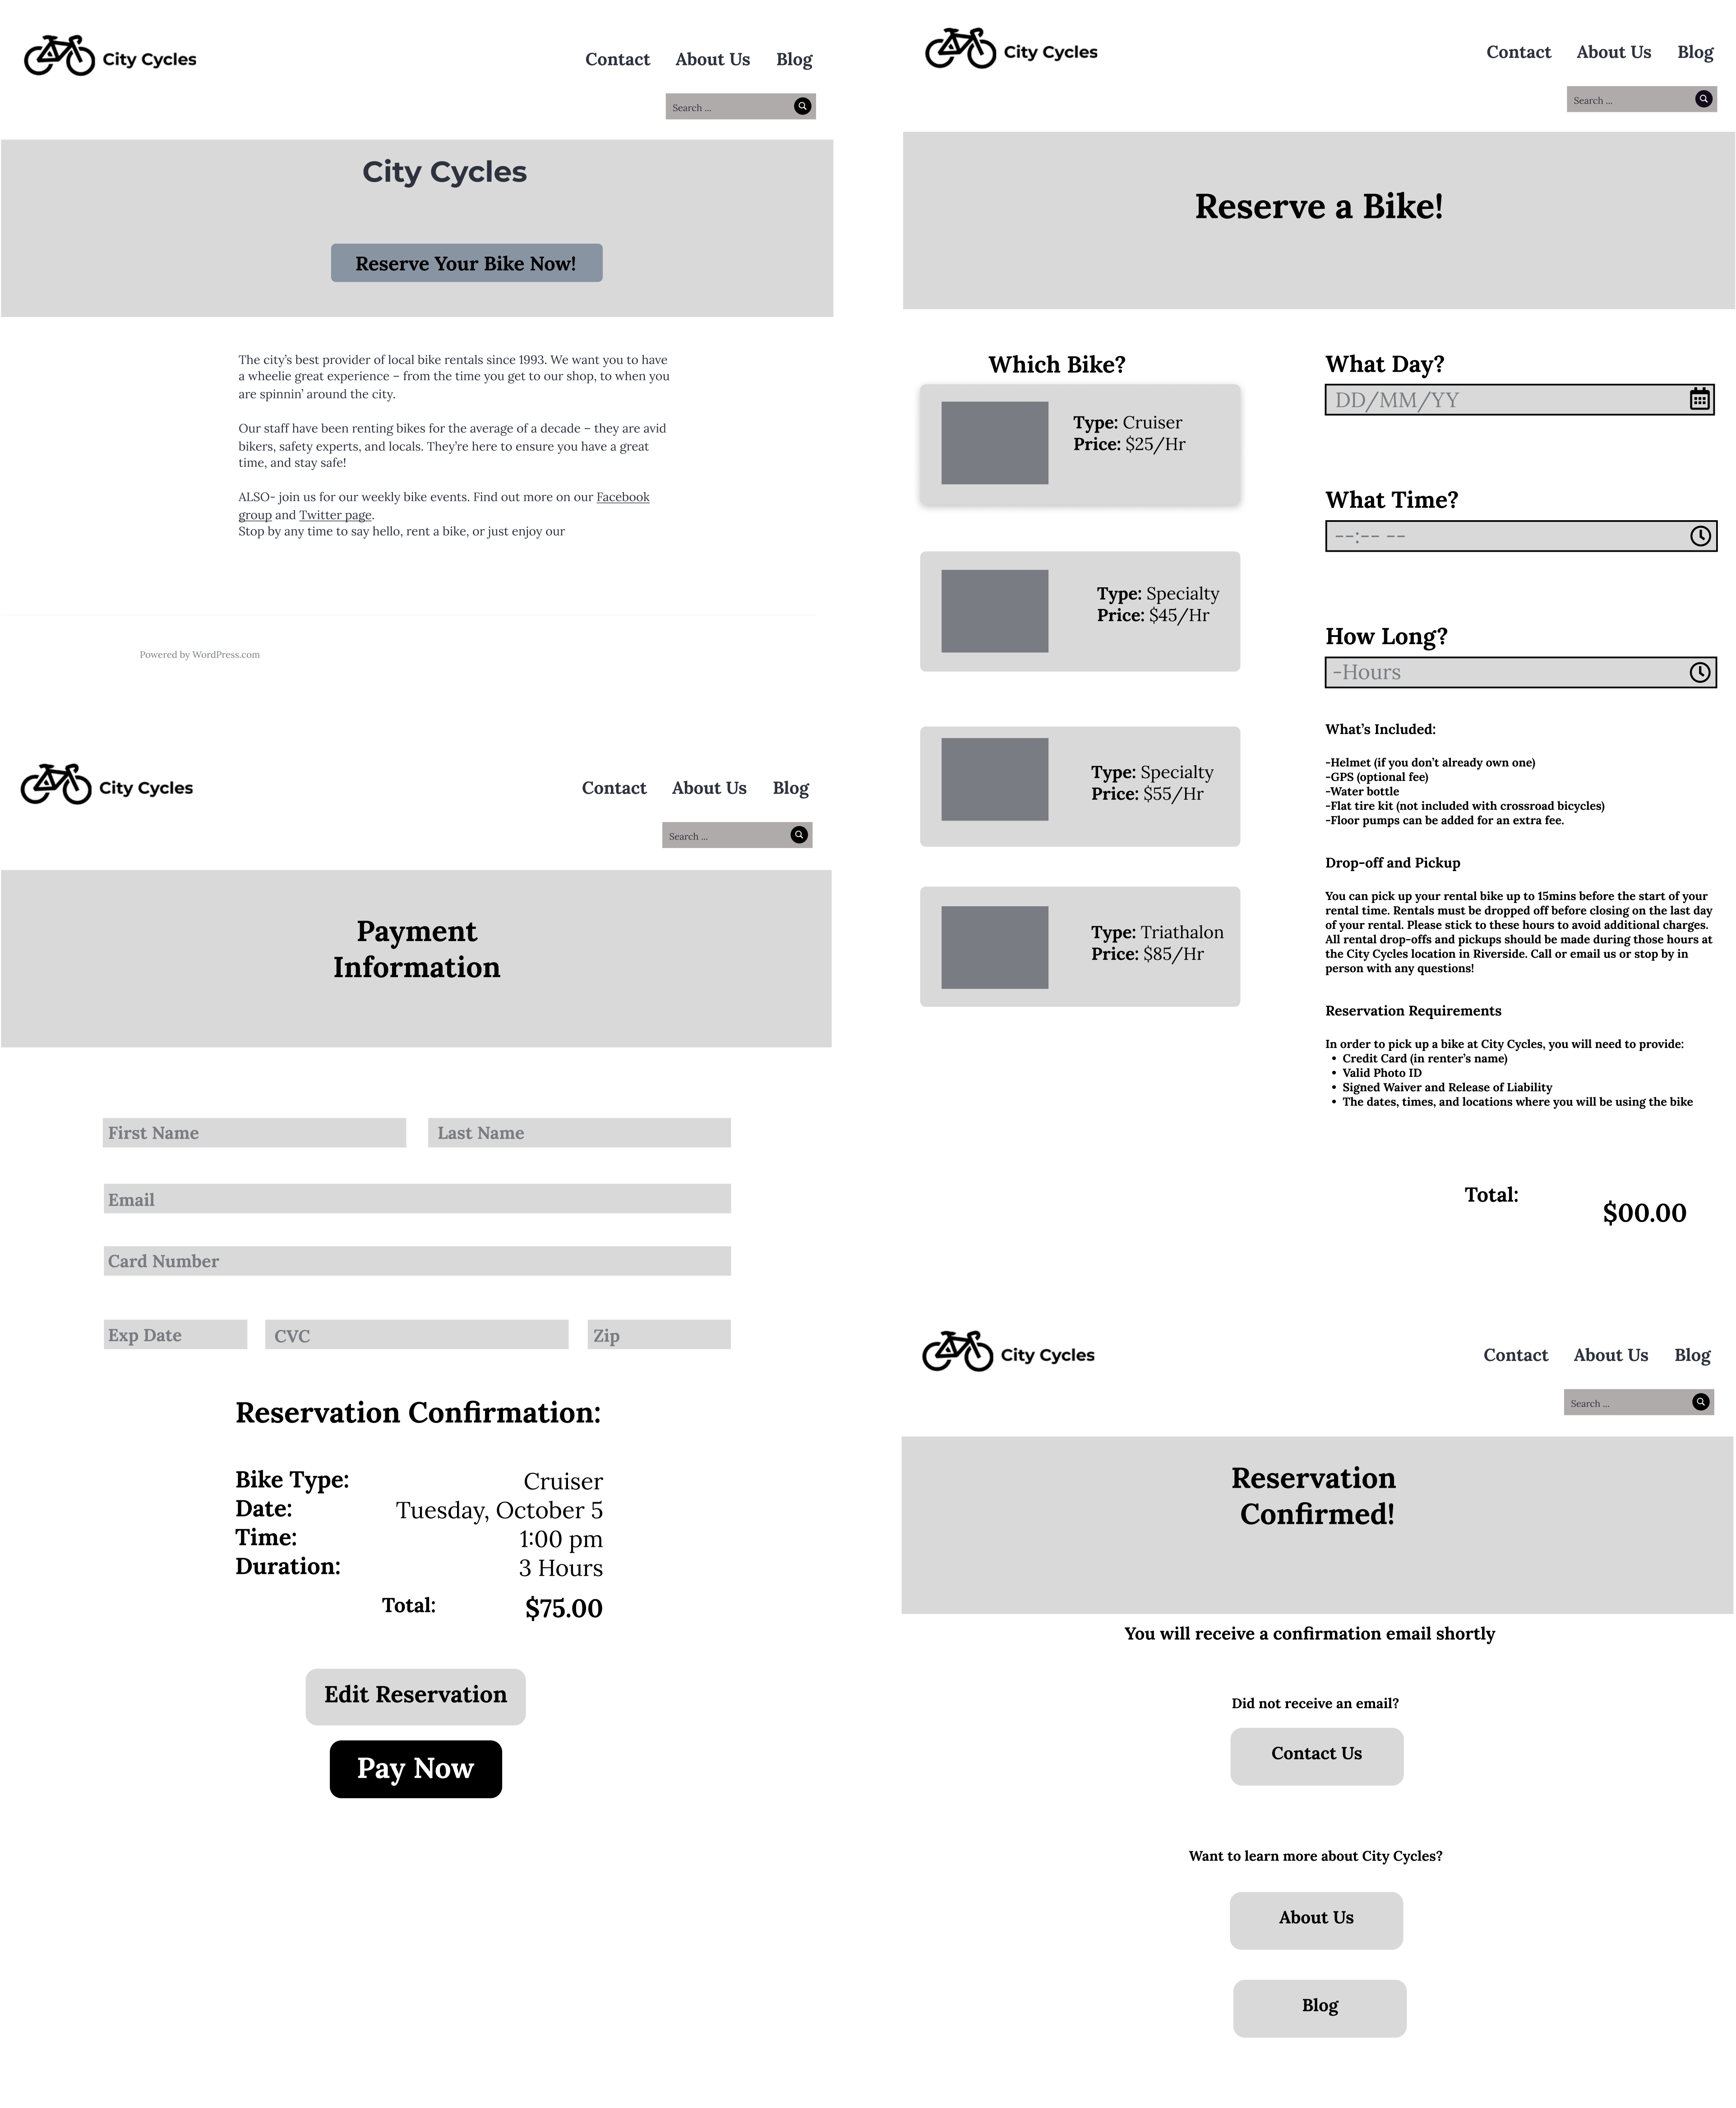 City Cycles
Contact About Us Blog
Search ...
City Cycles
Reserve Your Bike Now!
The city’s best provider of local bike rentals since 1993. We want you to have
a wheelie great experience – from the time you get to our shop, to when you
are spinnin’ around the city.
Our staff have been renting bikes for the average of a decade – they are avid
bikers, safety experts, and locals. They’re here to ensure you have a great
time, and stay safe!
ALSO- join us for our weekly bike events. Find out more on our Facebook
group and Twitter page.
Stop by any time to say hello, rent a bike, or just enjoy our
Powered by WordPress.com
City Cycles
Contact About Us Blog
Search ...
Reserve a Bike!
Which Bike?
Type: Cruiser
Price: $25/Hr
Type: Specialty
Price: $45/Hr
Type: Specialty
Price: $55/Hr
Type: Triathalon
Price: $85/Hr
What Day?
DD/MM/YY
What Time?
--:-- --
How Long?
-Hours
What’s Included:
-Helmet (if you don’t already own one)
-GPS (optional fee)
-Water bottle
-Flat tire kit (not included with crossroad bicycles)
-Floor pumps can be added for an extra fee.
Drop-off and Pickup
You can pick up your rental bike up to 15mins before the start of your
rental time. Rentals must be dropped off before closing on the last day
of your rental. Please stick to these hours to avoid additional charges.
All rental drop-offs and pickups should be made during those hours at
the City Cycles location in Riverside. Call or email us or stop by in
person with any questions!
Reservation Requirements
In order to pick up a bike at City Cycles, you will need to provide:
• Credit Card (in renter’s name)
• Valid Photo ID
• Signed Waiver and Release of Liability
• The dates, times, and locations where you will be using the bike
Total:
$00.00
City Cycles
Contact About Us Blog
Search ...
Payment
Information
First Name Last Name
Email
Card Number
Exp Date CVC Zip
Reservation Confirmation:
Bike Type: Cruiser
Date: Tuesday, October 5
Time: 1:00 pm
Duration: 3 Hours
Total: $75.00
Edit Reservation
Pay Now
City Cycles
Contact About Us Blog
Search ...
Reservation
Confirmed!
You will receive a confirmation email shortly
Did not receive an email?
Contact Us
Want to learn more about City Cycles?
About Us
Blog